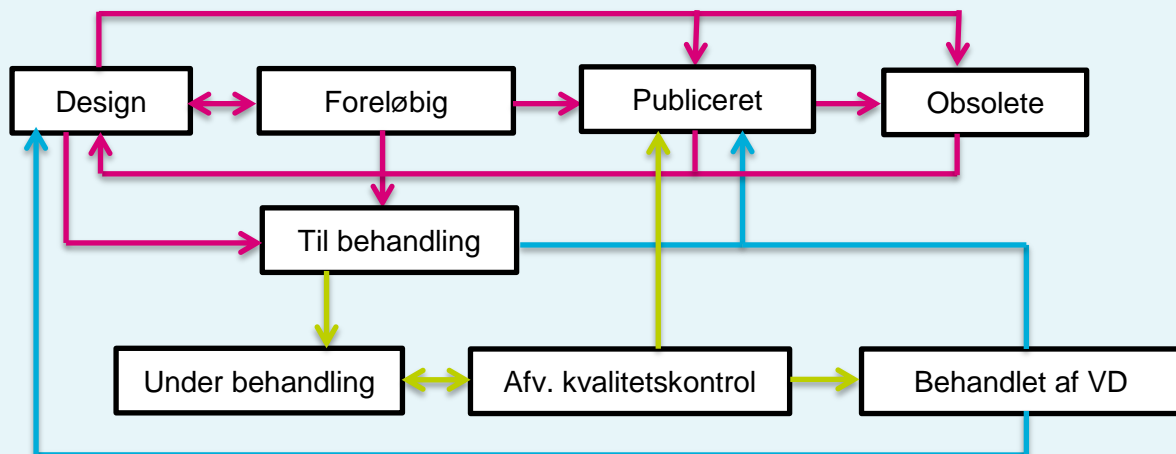 Design
Foreløbig
Publiceret
Obsolete
Til behandling
Under behandling
Afv. kvalitetskontrol
Behandlet af VD